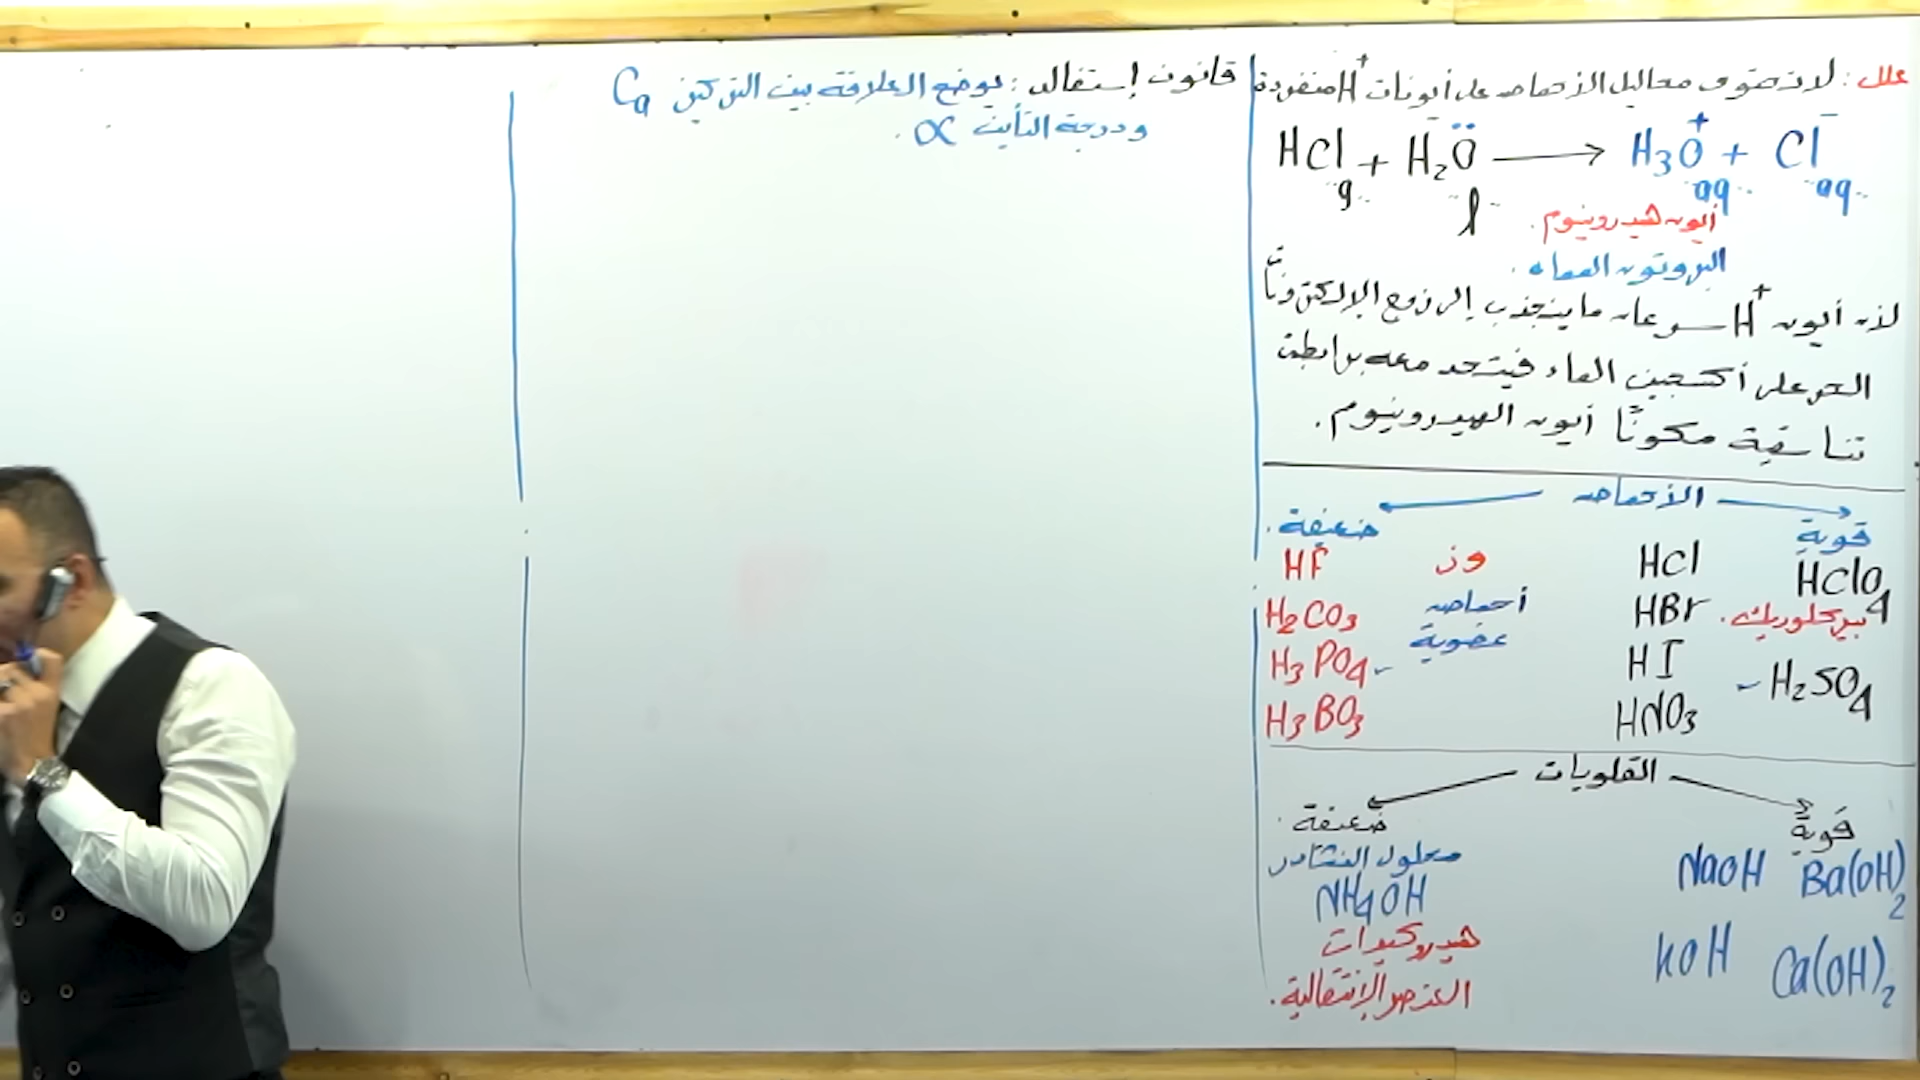 علل: لا تحتوى محاليل الأحماض على أيونات H⁺ منفردة
HCl + H₂O ⟶ H₃O⁺ + Cl⁻
g l aq aq
أيون هيدرونيوم.
البروتون المماه.
لأن أيون H⁺ سرعان ما ينجذب إلى زوج الإلكترونات
الحر على أكسجين الماء فيتحد معه برابطة
تناسقية مكونًا أيون الهيدرونيوم.
الأحماض
قوية
HCl HClO₄
HBr بيركلوريك.
HI H₂SO₄
HNO₃
ضعيفة.
HF
H₂CO₃ أحماض
H₃PO₄ عضوية
H₃BO₃
القلويات
قوية
NaOH Ba(OH)₂
KOH Ca(OH)₂
ضعيفة.
محلول النشادر
NH₄OH
هيدروكسيدات
العناصر الإنتقالية.
قانون إستفالد: يوضح العلاقة بين التركيز Ca
ودرجة التأين α.